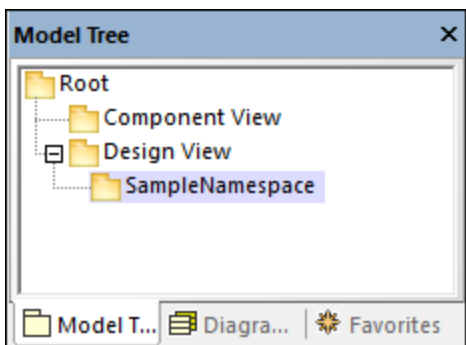 Model Tree
Root
Component View
Design View
SampleNamespace
Model T... Diagra... Favorites